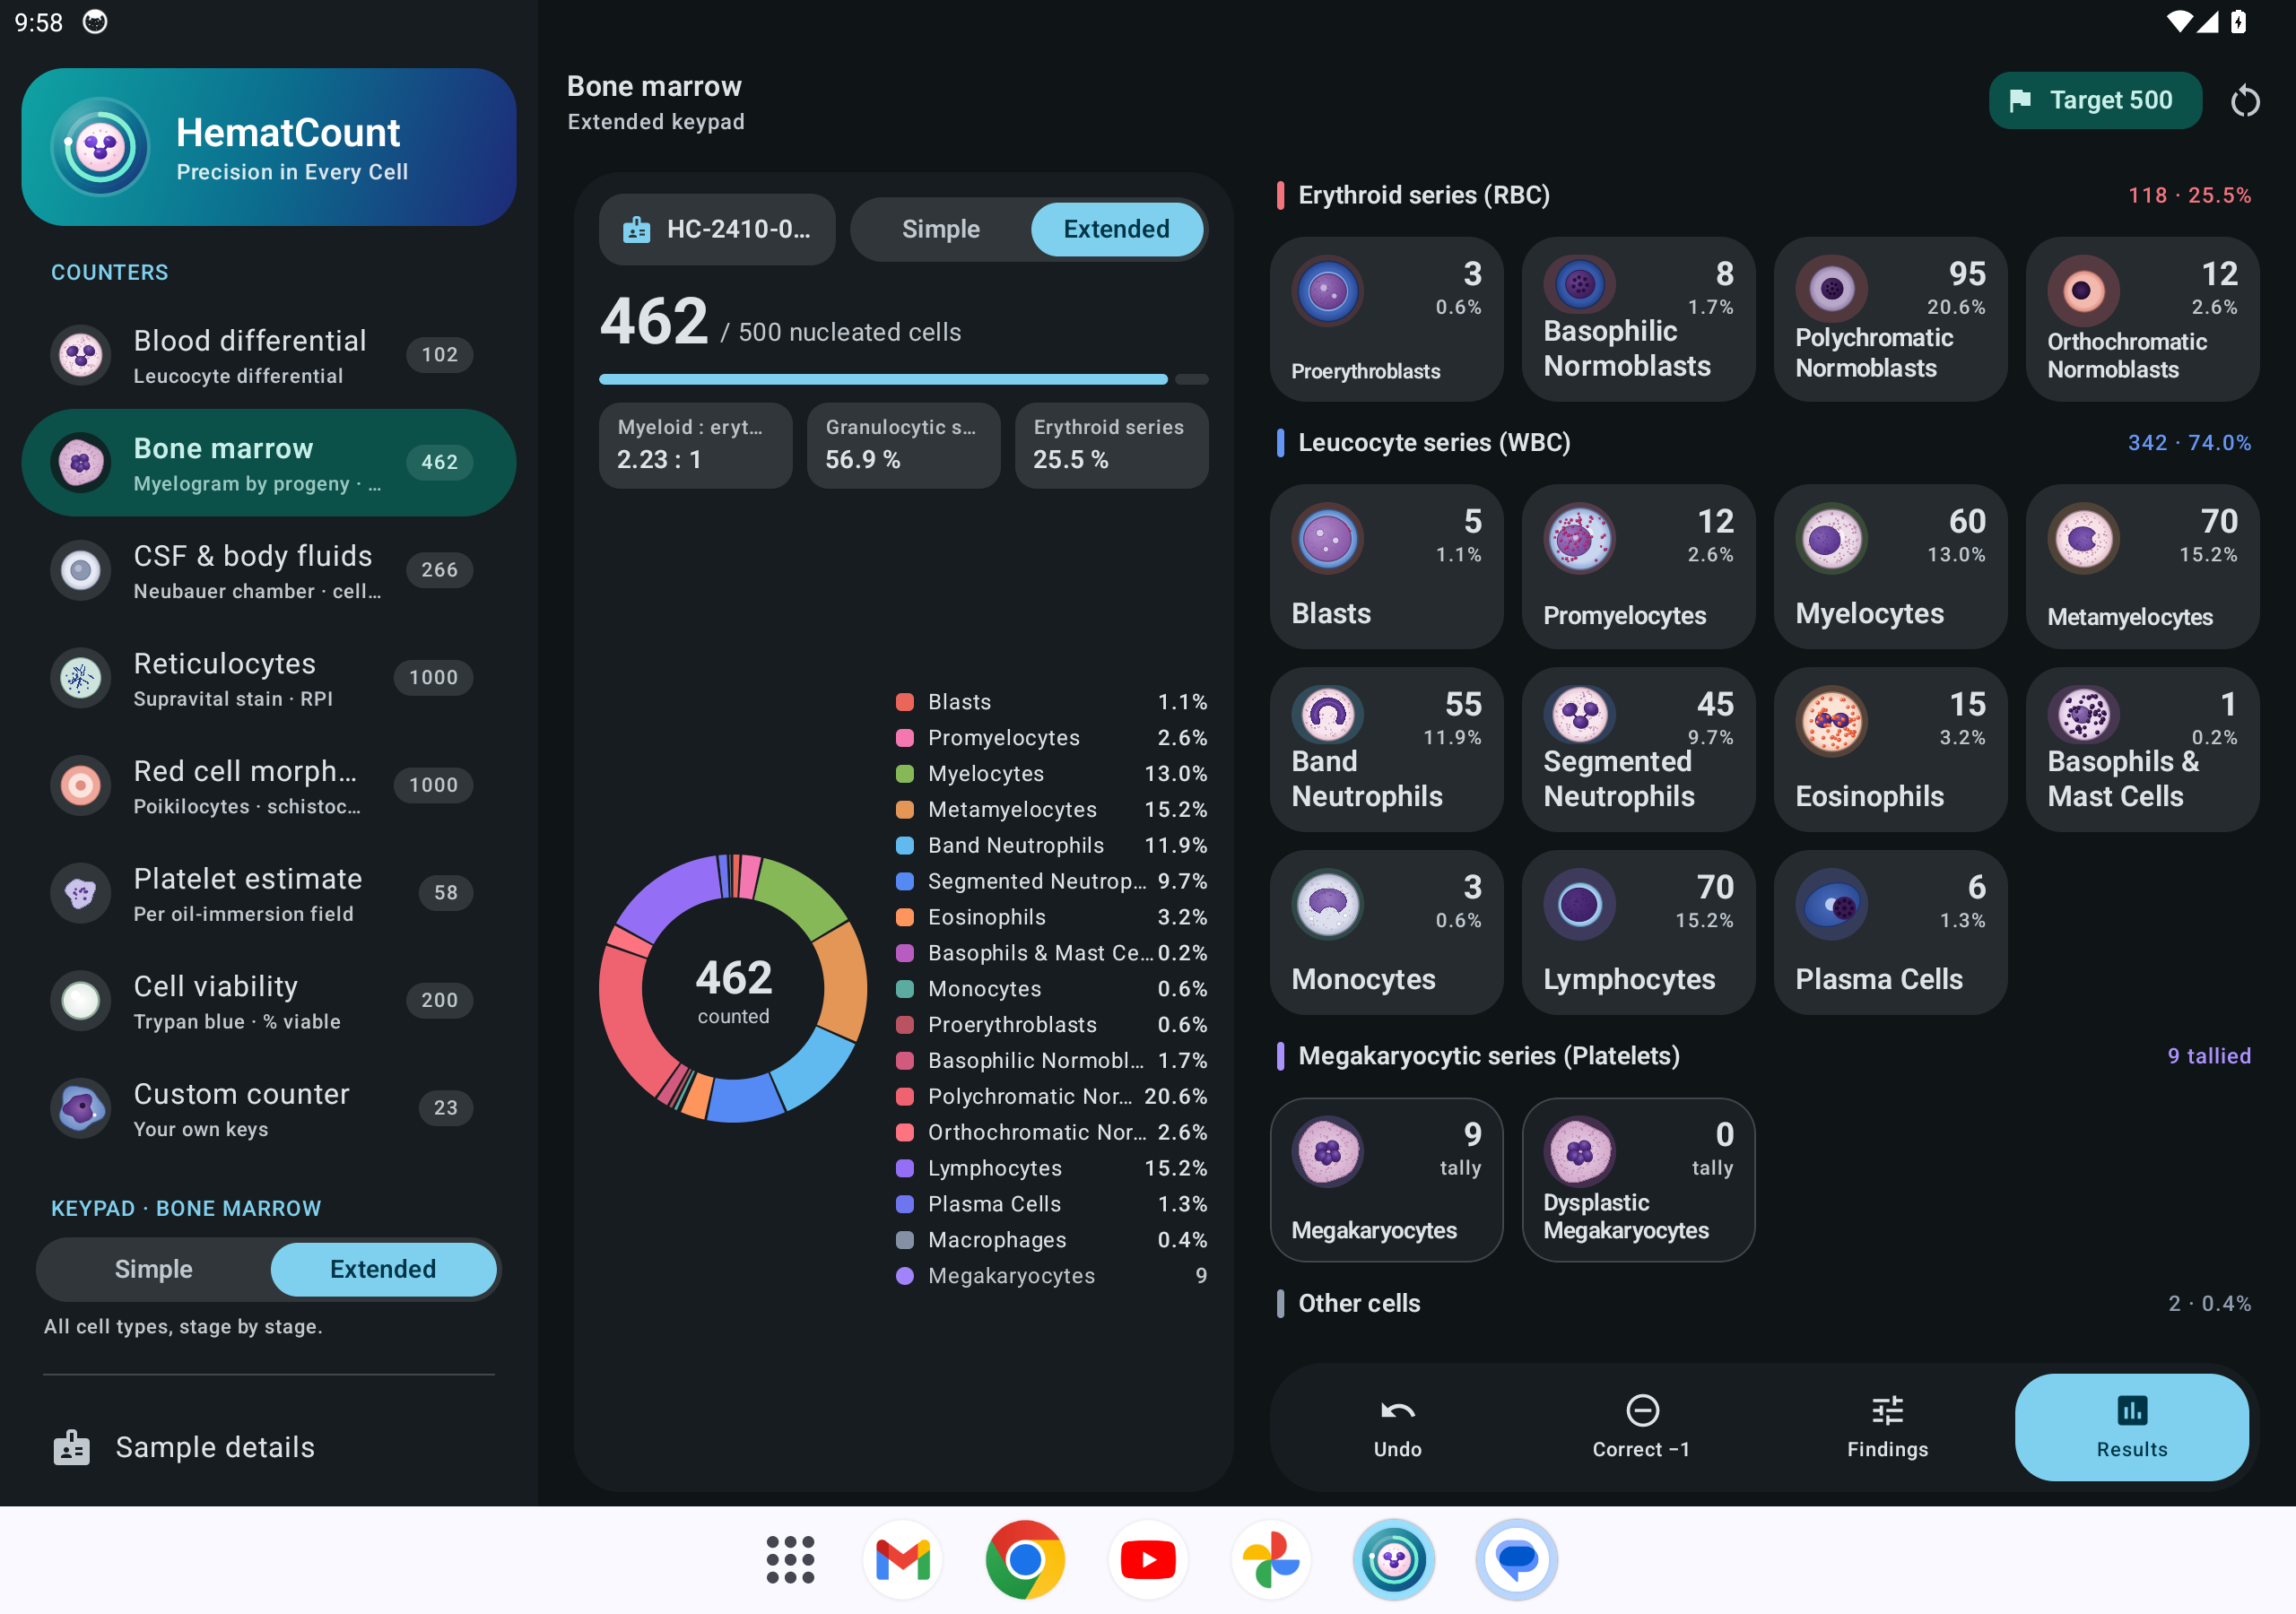 9:58
HematCount
Precision in Every Cell
COUNTERS
Blood differential
Leucocyte differential
102
Bone marrow
Myelogram by progeny · …
462
CSF & body fluids
Neubauer chamber · cell…
266
Reticulocytes
Supravital stain · RPI
1000
Red cell morph…
Poikilocytes · schistoc…
1000
Platelet estimate
Per oil-immersion field
58
Cell viability
Trypan blue · % viable
200
Custom counter
Your own keys
23
KEYPAD · BONE MARROW
Simple
Extended
All cell types, stage by stage.
Sample details
Bone marrow
Extended keypad
Target 500
HC-2410-0…
Simple
Extended
462 / 500 nucleated cells
Myeloid : eryt…
2.23 : 1
Granulocytic s…
56.9 %
Erythroid series
25.5 %
462
counted
Blasts 1.1%
Promyelocytes 2.6%
Myelocytes 13.0%
Metamyelocytes 15.2%
Band Neutrophils 11.9%
Segmented Neutrop… 9.7%
Eosinophils 3.2%
Basophils & Mast Ce… 0.2%
Monocytes 0.6%
Proerythroblasts 0.6%
Basophilic Normobl… 1.7%
Polychromatic Nor… 20.6%
Orthochromatic Nor… 2.6%
Lymphocytes 15.2%
Plasma Cells 1.3%
Macrophages 0.4%
Megakaryocytes 9
Erythroid series (RBC)
118 · 25.5%
3
0.6%
Proerythroblasts
8
1.7%
Basophilic
Normoblasts
95
20.6%
Polychromatic
Normoblasts
12
2.6%
Orthochromatic
Normoblasts
Leucocyte series (WBC)
342 · 74.0%
5
1.1%
Blasts
12
2.6%
Promyelocytes
60
13.0%
Myelocytes
70
15.2%
Metamyelocytes
55
11.9%
Band
Neutrophils
45
9.7%
Segmented
Neutrophils
15
3.2%
Eosinophils
1
0.2%
Basophils &
Mast Cells
3
0.6%
Monocytes
70
15.2%
Lymphocytes
6
1.3%
Plasma Cells
Megakaryocytic series (Platelets)
9 tallied
9
tally
Megakaryocytes
0
tally
Dysplastic
Megakaryocytes
Other cells
2 · 0.4%
Undo
Correct −1
Findings
Results